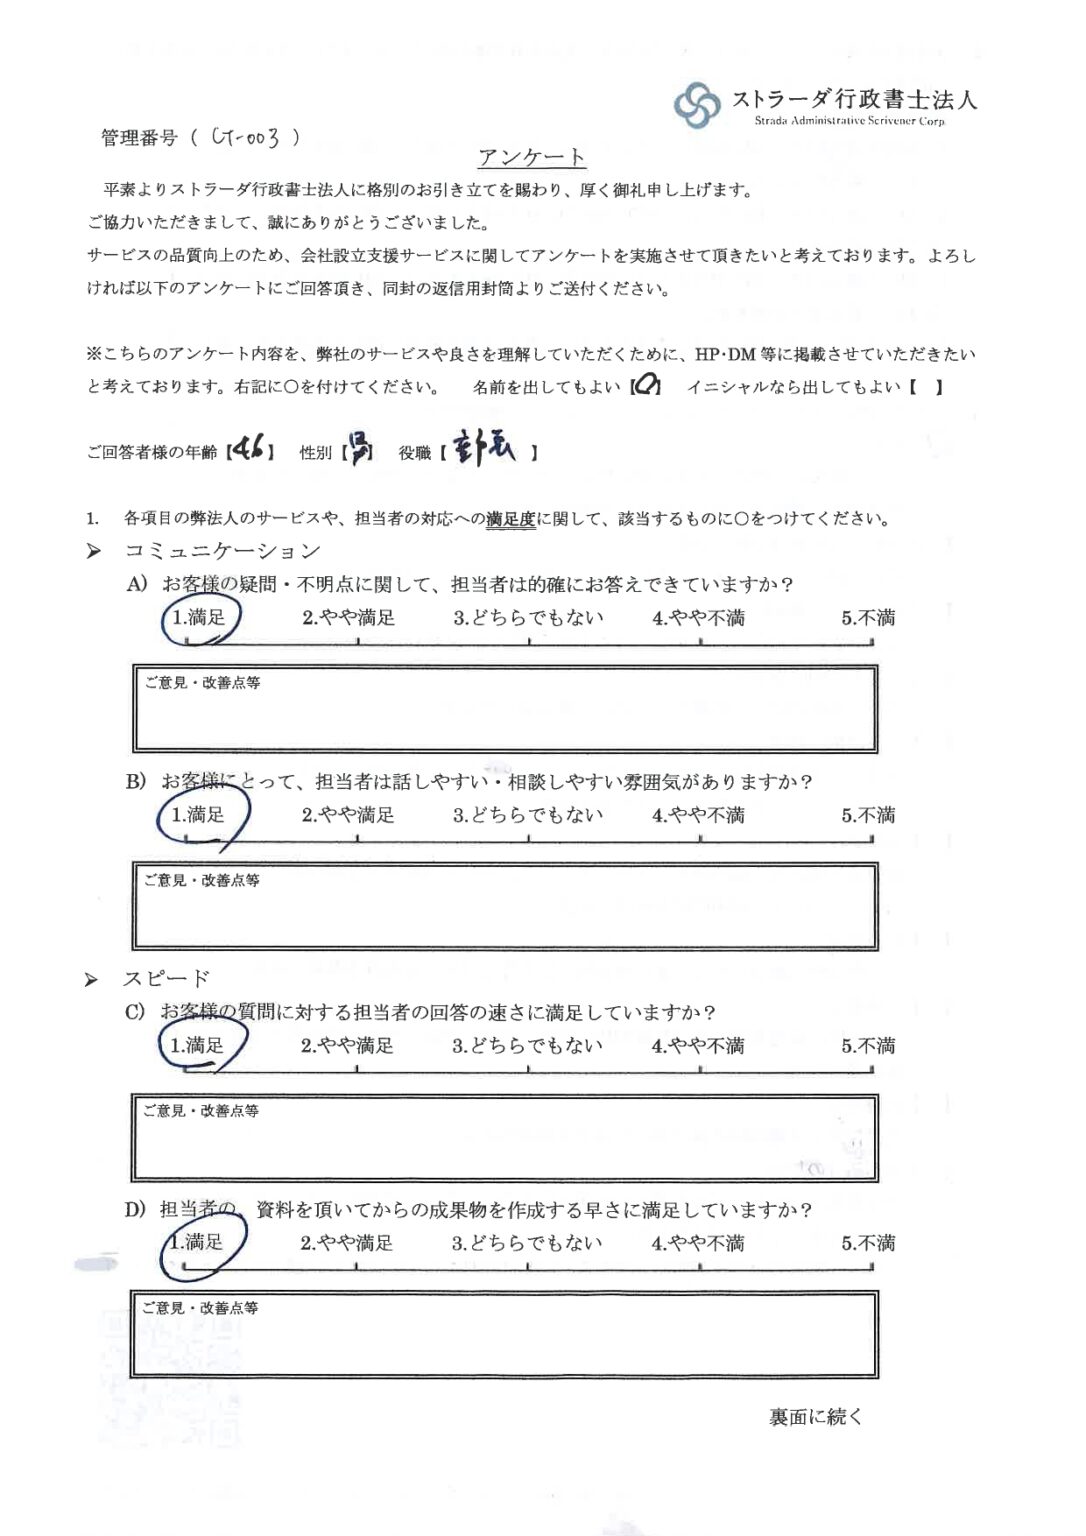 ストラーダ行政書士法人
Strada Administrative Scrivener Corp.
管理番号（ CT-003 ）
アンケート
平素よりストラーダ行政書士法人に格別のお引き立てを賜わり、厚く御礼申し上げます。
ご協力いただきまして、誠にありがとうございました。
サービスの品質向上のため、会社設立支援サービスに関してアンケートを実施させて頂きたいと考えております。よろし
ければ以下のアンケートにご回答頂き、同封の返信用封筒よりご送付ください。
※こちらのアンケート内容を、弊社のサービスや良さを理解していただくために、HP･DM 等に掲載させていただきたい
と考えております。右記に○を付けてください。 名前を出してもよい【○】 イニシャルなら出してもよい【 】
ご回答者様の年齢【46】 性別【男】 役職【 部長 】
1. 各項目の弊法人のサービスや、担当者の対応への満足度に関して、該当するものに○をつけてください。
➢ コミュニケーション
A) お客様の疑問・不明点に関して、担当者は的確にお答えできていますか？
1.満足 2.やや満足 3.どちらでもない 4.やや不満 5.不満
ご意見・改善点等
B) お客様にとって、担当者は話しやすい・相談しやすい雰囲気がありますか？
1.満足 2.やや満足 3.どちらでもない 4.やや不満 5.不満
ご意見・改善点等
➢ スピード
C) お客様の質問に対する担当者の回答の速さに満足していますか？
1.満足 2.やや満足 3.どちらでもない 4.やや不満 5.不満
ご意見・改善点等
D) 担当者の、資料を頂いてからの成果物を作成する早さに満足していますか？
1.満足 2.やや満足 3.どちらでもない 4.やや不満 5.不満
ご意見・改善点等
裏面に続く